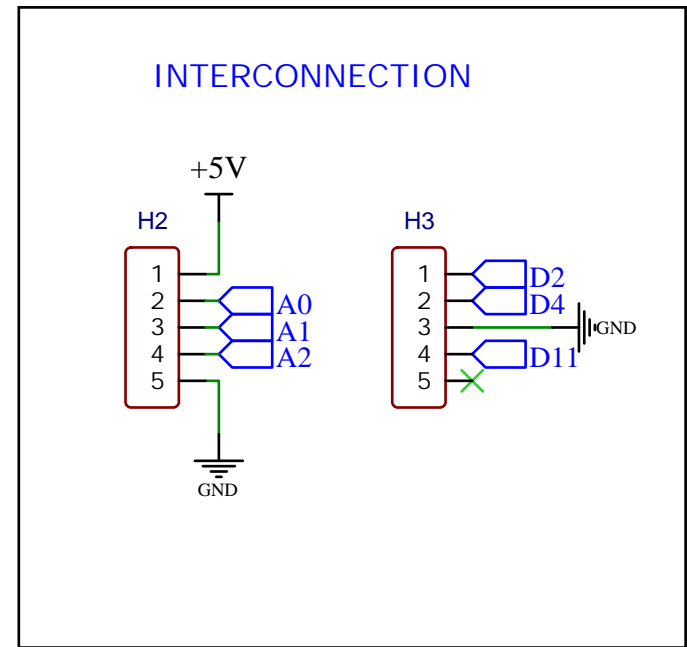 INTERCONNECTION
+5V
H2
1
2
3
4
5
A0
A1
A2
GND
H3
1
2
3
4
5
D2
D4
GND
D11